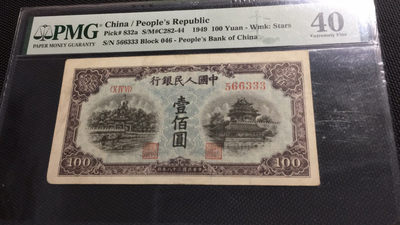 PMG
PAPER MONEY GUARANTY
China / People's Republic
Pick# 832a S/M#C282-44 1949 100 Yuan - Wmk: Stars
S/N 566333 Block 046 - People's Bank of China
40
Extremely Fine
行銀民人國中
566333
壹佰圓
100
100